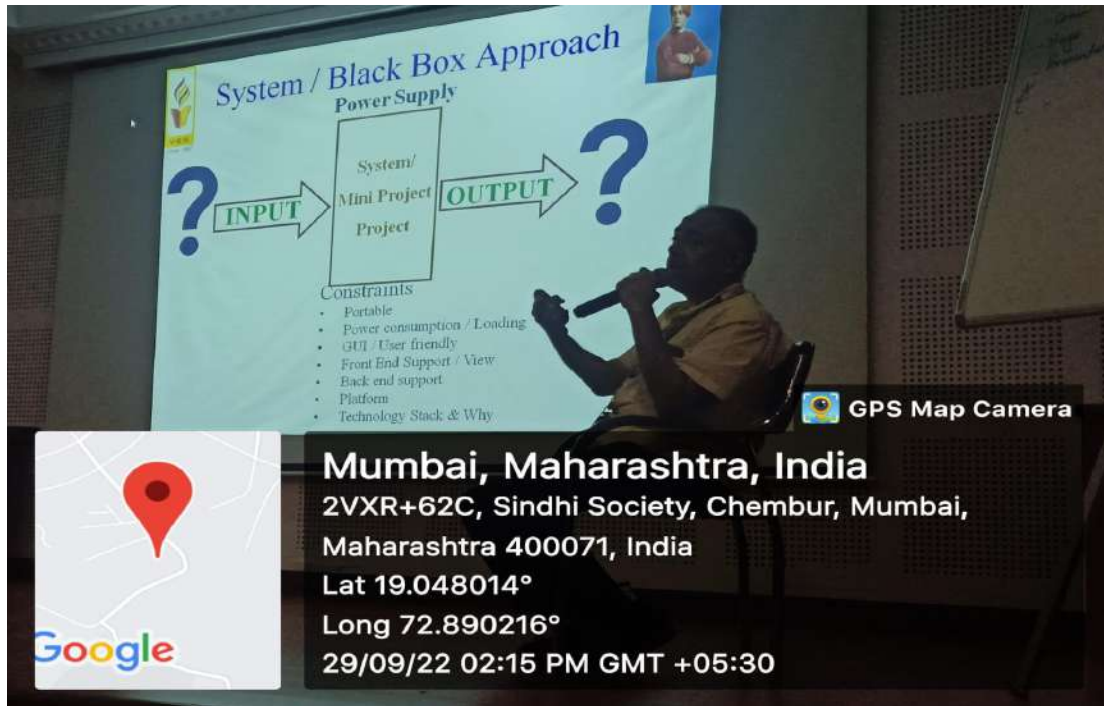 System / Black Box Approach
Power Supply
System/
Mini Project
Project
INPUT
OUTPUT
?
?
Constraints
• Portable
• Power consumption / Loading
• GUI / User friendly
• Front End Support / View
• Back end support
• Platform
• Technology Stack & Why
GPS Map Camera
Mumbai, Maharashtra, India
2VXR+62C, Sindhi Society, Chembur, Mumbai,
Maharashtra 400071, India
Lat 19.048014°
Long 72.890216°
29/09/22 02:15 PM GMT +05:30
Google